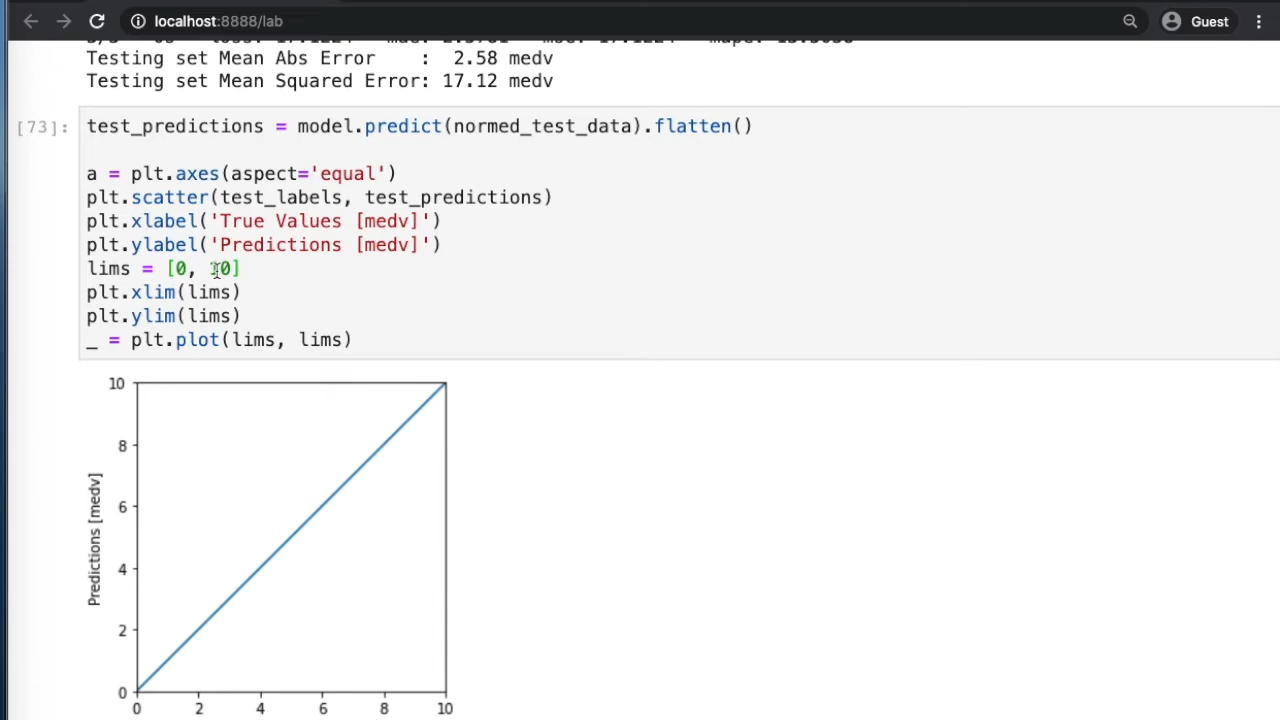 localhost:8888/lab
Guest
Testing set Mean Abs Error    :  2.58 medv
Testing set Mean Squared Error: 17.12 medv
[73]:
test_predictions = model.predict(normed_test_data).flatten()
a = plt.axes(aspect='equal')
plt.scatter(test_labels, test_predictions)
plt.xlabel('True Values [medv]')
plt.ylabel('Predictions [medv]')
lims = [0, 10]
plt.xlim(lims)
plt.ylim(lims)
_ = plt.plot(lims, lims)
10
8
6
4
2
0
Predictions [medv]
0 2 4 6 8 10